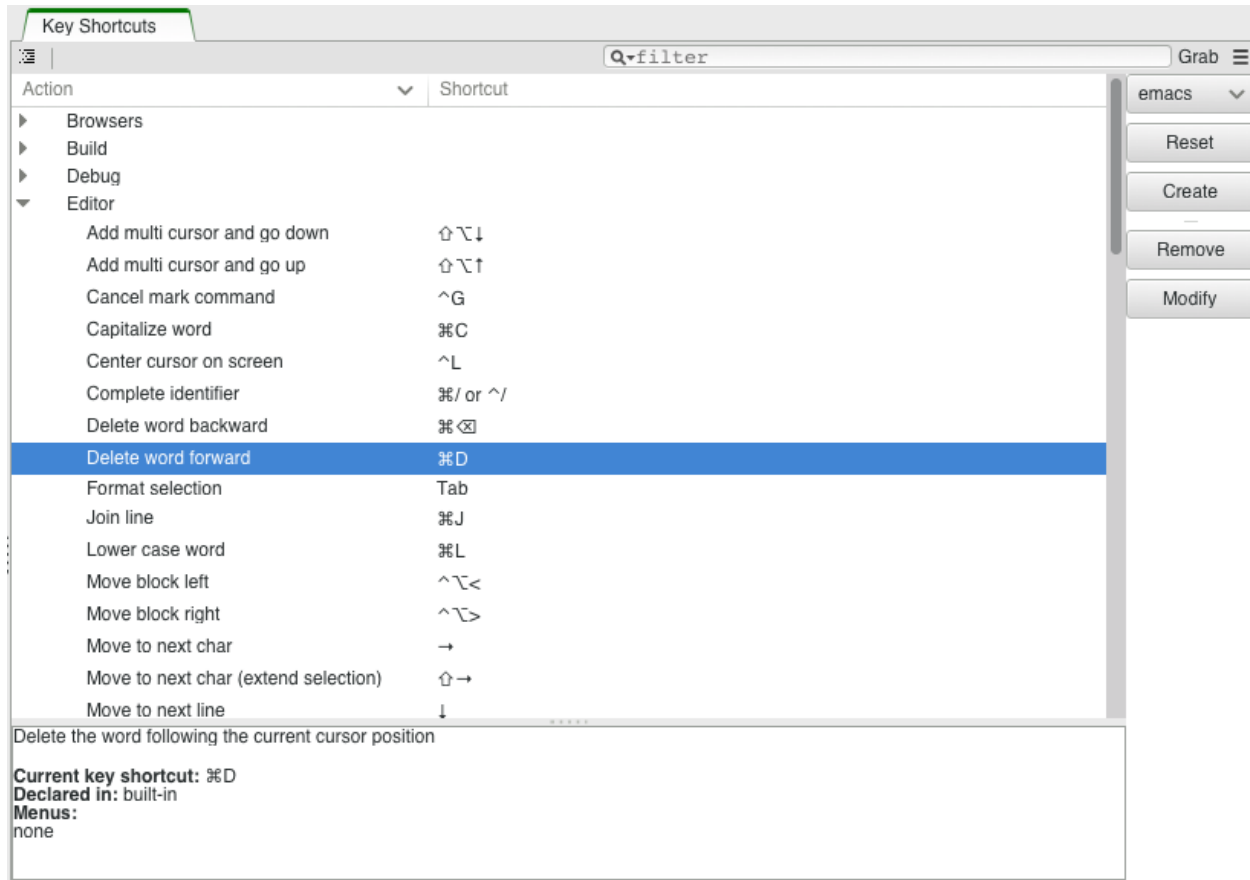 Key Shortcuts
filter Grab
Action Shortcut
emacs
Browsers
Build
Reset
Debug
Create
Editor
Add multi cursor and go down ⇧⌥↓
Remove
Add multi cursor and go up ⇧⌥↑
Cancel mark command ^G
Modify
Capitalize word ⌘C
Center cursor on screen ^L
Complete identifier ⌘/ or ^/
Delete word backward ⌘⌫
Delete word forward ⌘D
Format selection Tab
Join line ⌘J
Lower case word ⌘L
Move block left ^⌥<
Move block right ^⌥>
Move to next char →
Move to next char (extend selection) ⇧→
Move to next line ↓
Delete the word following the current cursor position
Current key shortcut: ⌘D
Declared in: built-in
Menus:
none